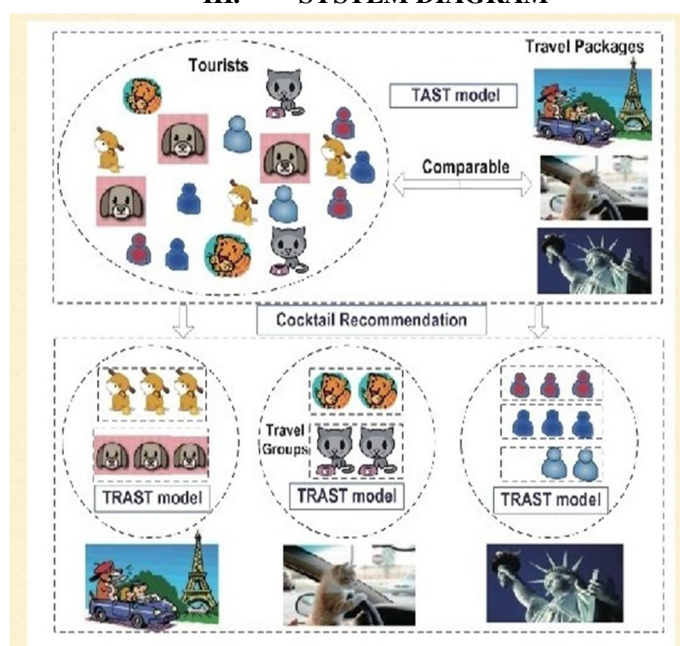 III. SYSTEM DIAGRAM
Travel Packages
Tourists
TAST model
Comparable
Cocktail Recommendation
Travel
Groups
TRAST model
TRAST model
TRAST model